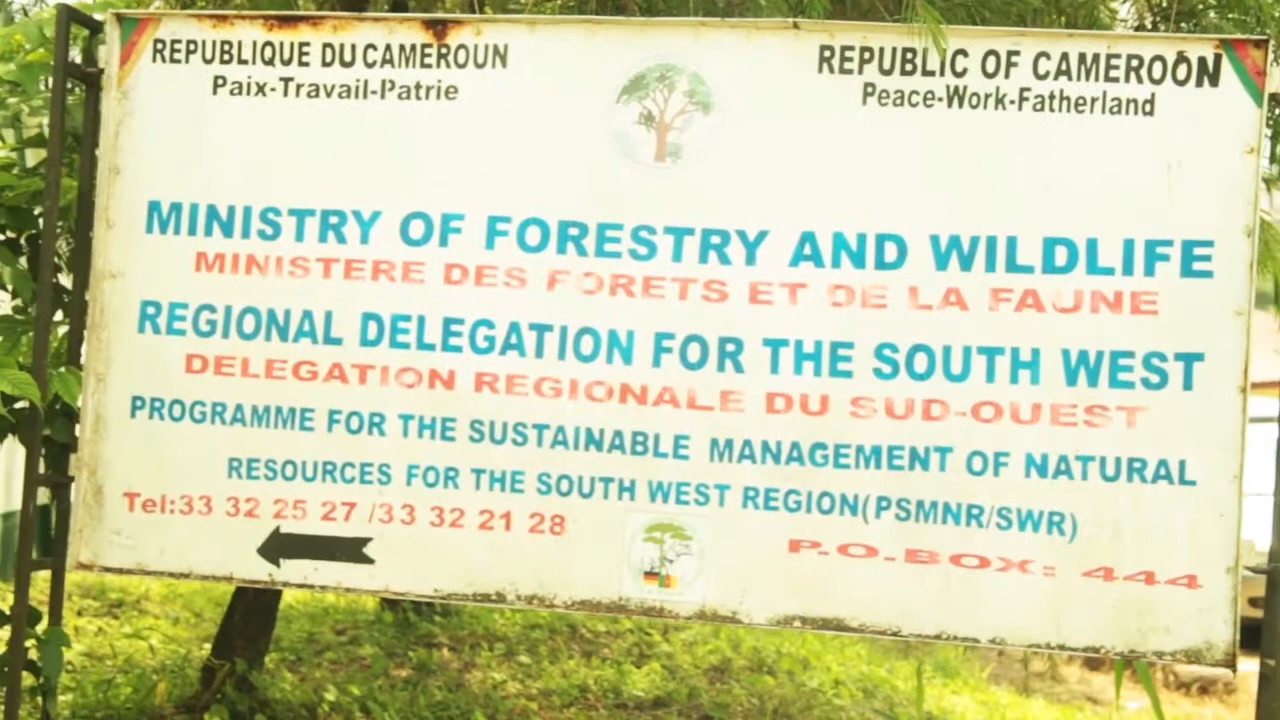 REPUBLIQUE DU CAMEROUN
Paix-Travail-Patrie
REPUBLIC OF CAMEROON
Peace-Work-Fatherland
MINISTRY OF FORESTRY AND WILDLIFE
MINISTERE DES FORETS ET DE LA FAUNE
REGIONAL DELEGATION FOR THE SOUTH WEST
DELEGATION REGIONALE DU SUD-OUEST
PROGRAMME FOR THE SUSTAINABLE MANAGEMENT OF NATURAL
RESOURCES FOR THE SOUTH WEST REGION(PSMNR/SWR)
Tel:33 32 25 27 /33 32 21 28
P.O.BOX: 444